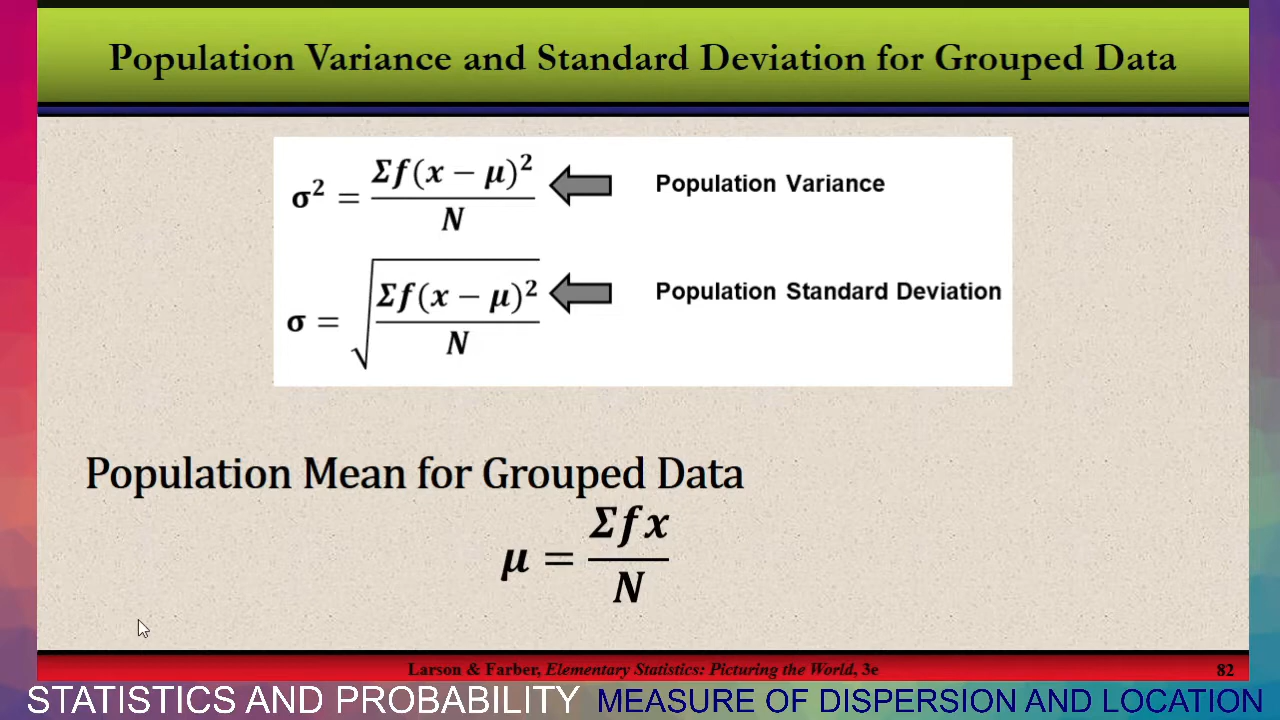 Population Variance and Standard Deviation for Grouped Data
σ² = Σf(x − μ)² / N
Population Variance
σ = √(Σf(x − μ)² / N)
Population Standard Deviation
Population Mean for Grouped Data
μ = Σfx / N
Larson & Farber, Elementary Statistics: Picturing the World, 3e
82
STATISTICS AND PROBABILITY MEASURE OF DISPERSION AND LOCATION